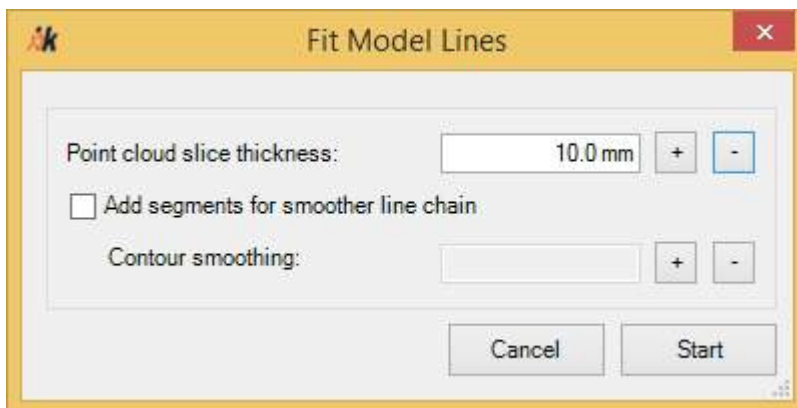 k Fit Model Lines ×
Point cloud slice thickness: 10.0 mm + -
Add segments for smoother line chain
Contour smoothing: + -
Cancel Start